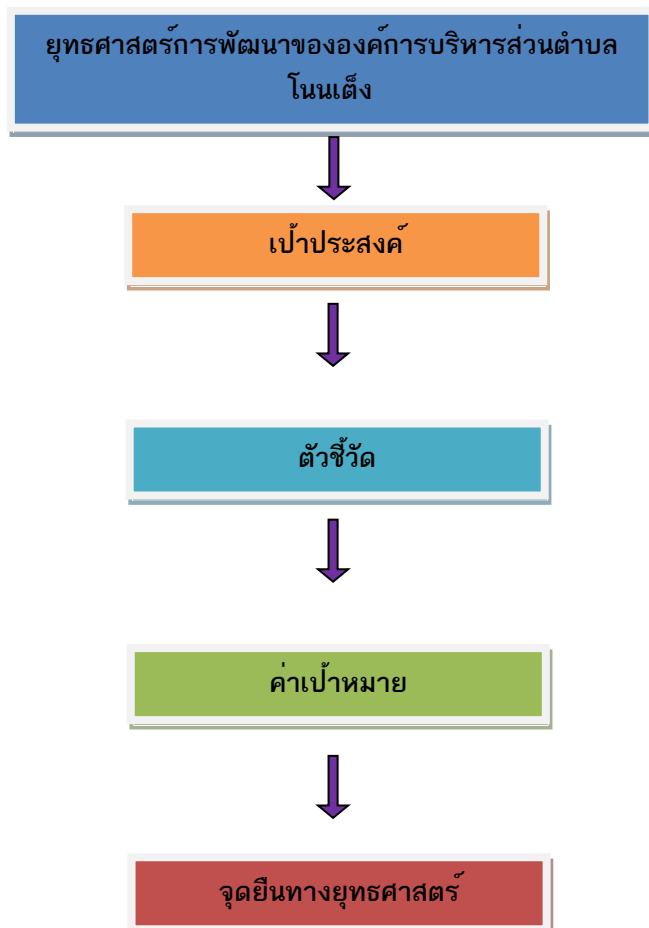 ยุทธศาสตร์การพัฒนาขององค์การบริหารส่วนตำบล
โนนเต็ง
เป้าประสงค์
ตัวชี้วัด
ค่าเป้าหมาย
จุดยืนทางยุทธศาสตร์